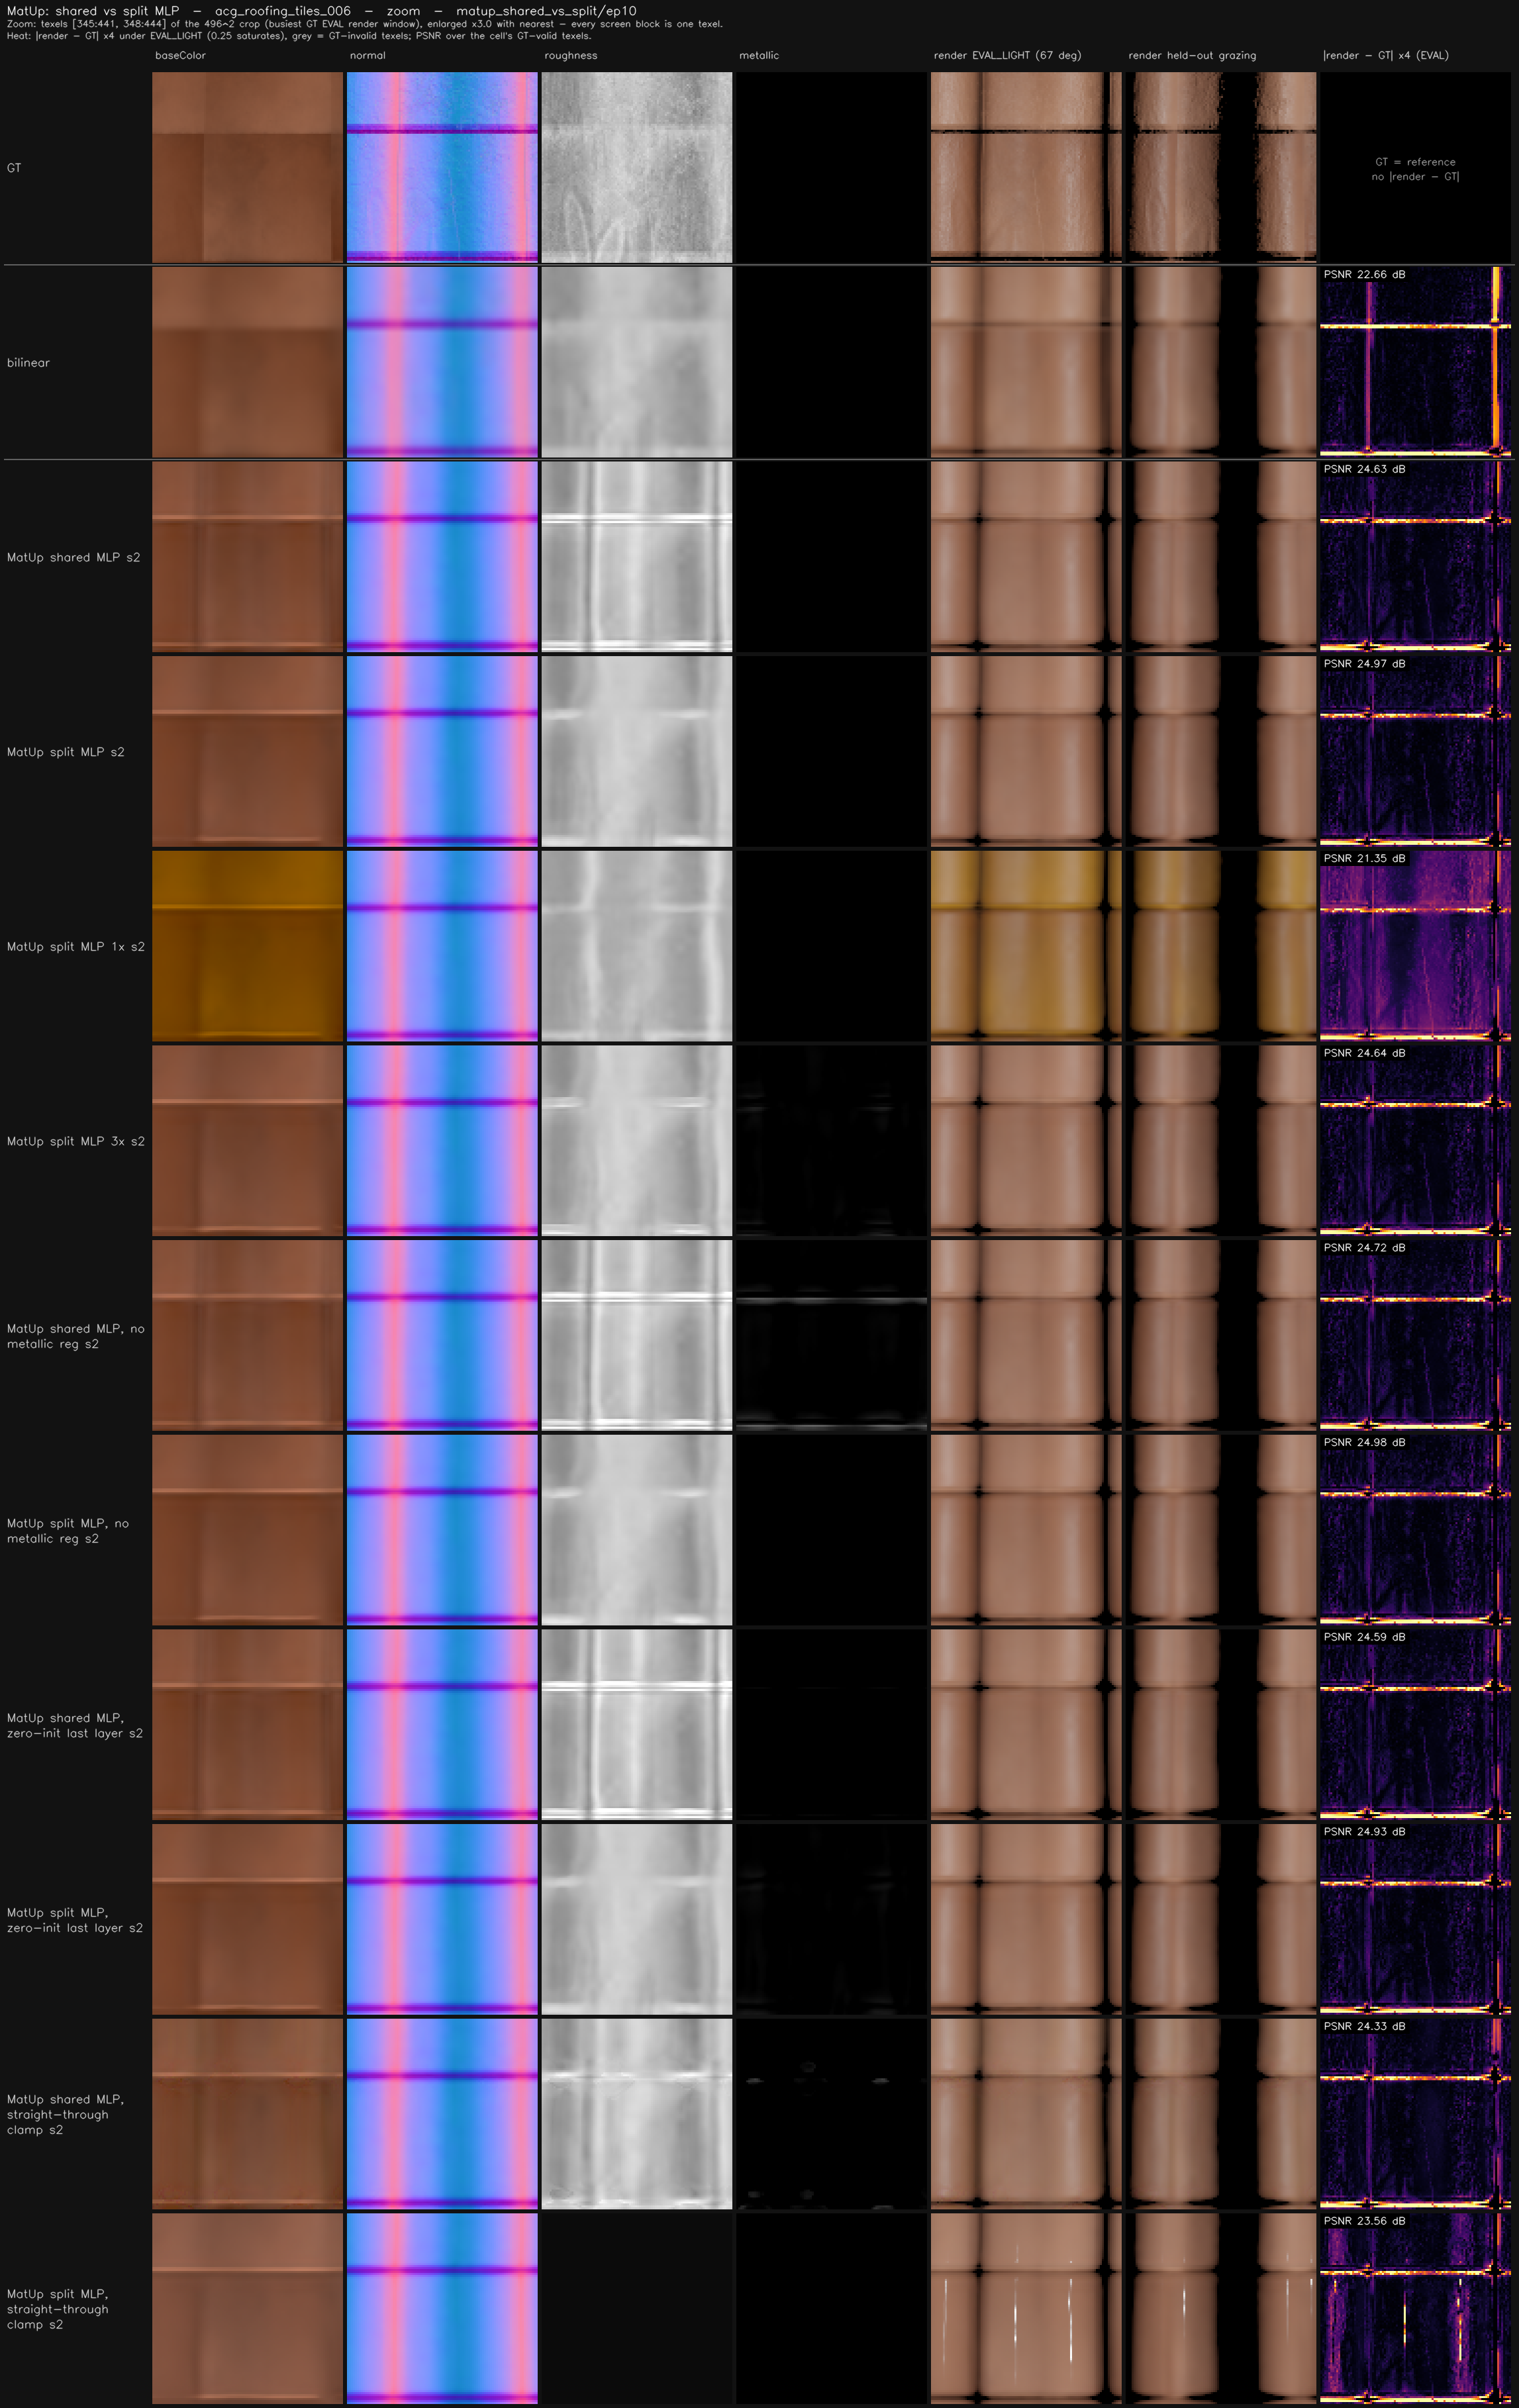 MatUp: shared vs split MLP — acg_roofing_tiles_006 — zoom — matup_shared_vs_split/ep10
Zoom: texels [345:441, 348:444] of the 496^2 crop (busiest GT EVAL render window), enlarged x3.0 with nearest — every screen block is one texel.
Heat: |render — GT| x4 under EVAL_LIGHT (0.25 saturates), grey = GT-invalid texels; PSNR over the cell's GT-valid texels.
baseColor normal roughness metallic render EVAL_LIGHT (67 deg) render held-out grazing |render — GT| x4 (EVAL)
GT
GT = reference
no |render — GT|
bilinear
PSNR 22.66 dB
MatUp shared MLP s2
PSNR 24.63 dB
MatUp split MLP s2
PSNR 24.97 dB
MatUp split MLP 1x s2
PSNR 21.35 dB
MatUp split MLP 3x s2
PSNR 24.64 dB
MatUp shared MLP, no
metallic reg s2
PSNR 24.72 dB
MatUp split MLP, no
metallic reg s2
PSNR 24.98 dB
MatUp shared MLP,
zero-init last layer s2
PSNR 24.59 dB
MatUp split MLP,
zero-init last layer s2
PSNR 24.93 dB
MatUp shared MLP,
straight-through
clamp s2
PSNR 24.33 dB
MatUp split MLP,
straight-through
clamp s2
PSNR 23.56 dB